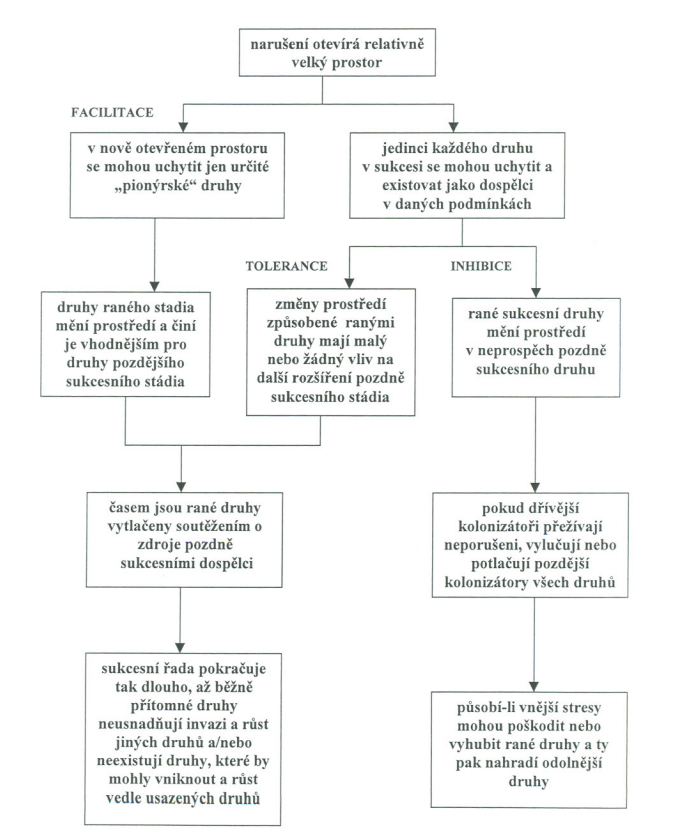 narušení otevírá relativně
velký prostor
FACILITACE
v nově otevřeném prostoru
se mohou uchytit jen určité
„pionýrské“ druhy
jedinci každého druhu
v sukcesi se mohou uchytit a
existovat jako dospělci
v daných podmínkách
TOLERANCE
INHIBICE
druhy raného stadia
mění prostředí a činí
je vhodnějším pro
druhy pozdějšího
sukcesního stádia
změny prostředí
způsobené ranými
druhy mají malý
nebo žádný vliv na
další rozšíření pozdně
sukcesního stádia
rané sukcesní druhy
mění prostředí
v neprospěch pozdně
sukcesního druhu
časem jsou rané druhy
vytlačeny soutěžením o
zdroje pozdně
sukcesními dospělci
pokud dřívější
kolonizátoři přežívají
neporušeni, vylučují nebo
potlačují pozdější
kolonizátory všech druhů
sukcesní řada pokračuje
tak dlouho, až běžně
přítomné druhy
neusnadňují invazi a růst
jiných druhů a/nebo
neexistují druhy, které by
mohly vniknout a růst
vedle usazených druhů
působí-li vnější stresy
mohou poškodit nebo
vyhubit rané druhy a ty
pak nahradí odolnější
druhy